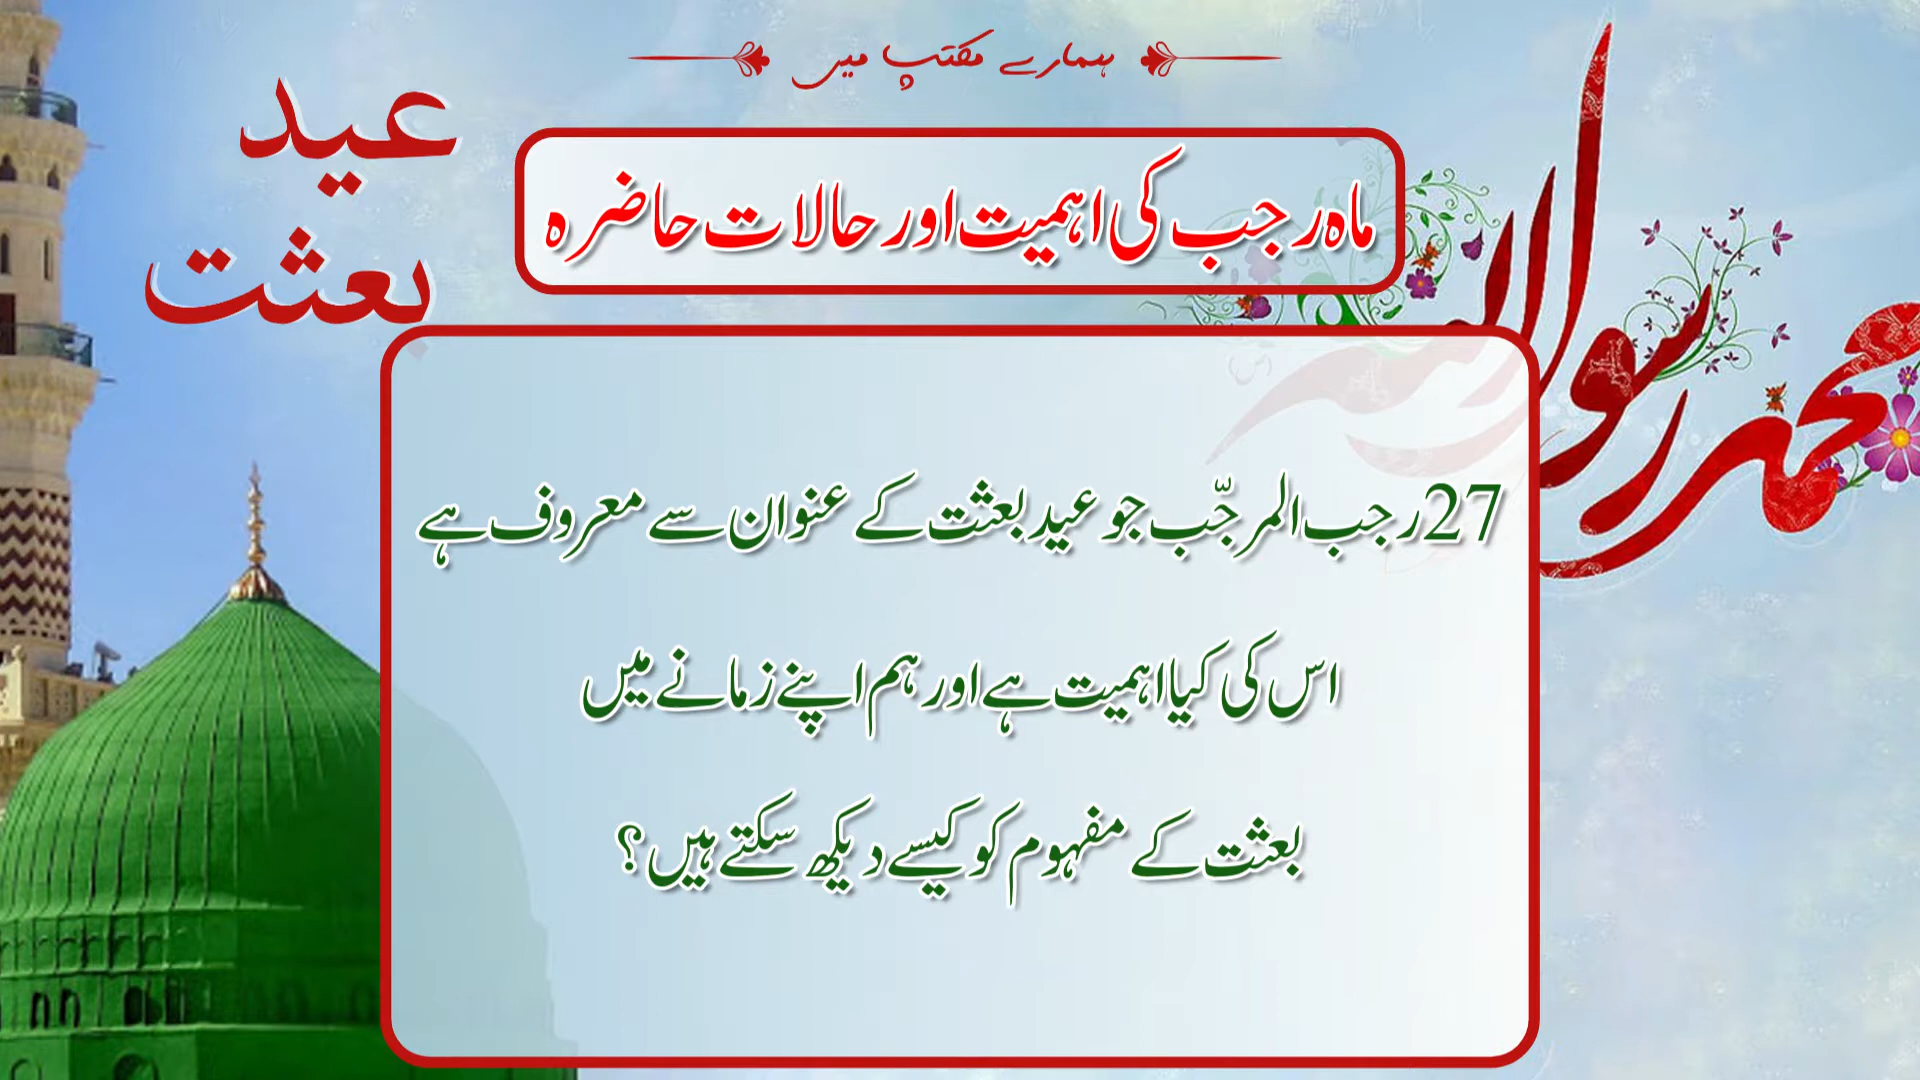 ہمارے مکتب میں
عید
بعثت
ماہ رجب کی اہمیت اور حالات حاضرہ
محمد رسول الله
27 رجب المرجّب جو عید بعثت کے عنوان سے معروف ہے
اس کی کیا اہمیت ہے اور ہم اپنے زمانے میں
بعثت کے مفہوم کو کیسے دیکھ سکتے ہیں؟